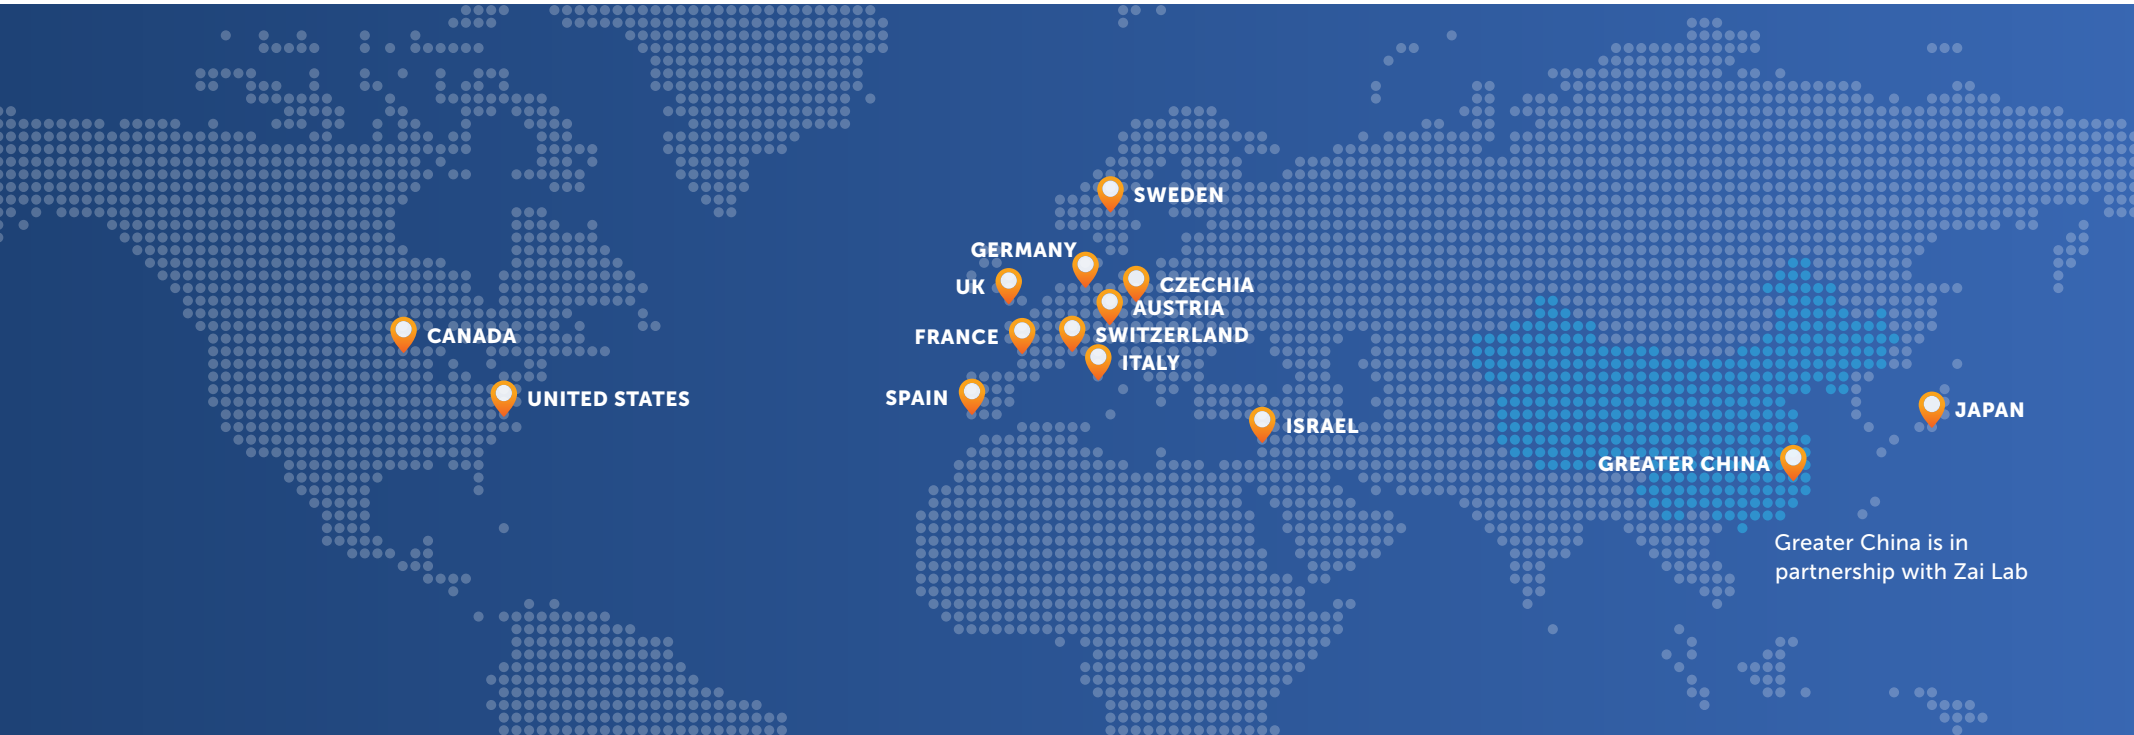 SWEDEN
GERMANY
UK
CZECHIA
AUSTRIA
CANADA
FRANCE
SWITZERLAND
ITALY
UNITED STATES
SPAIN
ISRAEL
JAPAN
GREATER CHINA
Greater China is in
partnership with Zai Lab